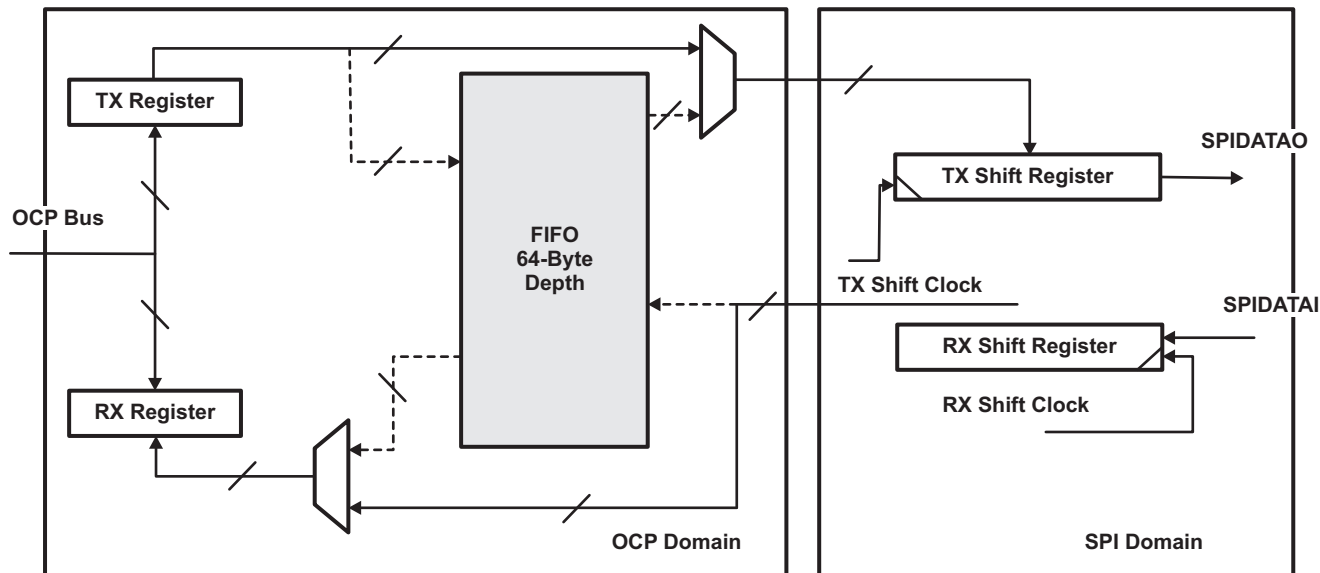 TX Register
SPIDATAO
TX Shift Register
OCP Bus
FIFO
64-Byte
Depth
TX Shift Clock
SPIDATAI
RX Shift Register
RX Register
RX Shift Clock
OCP Domain
SPI Domain